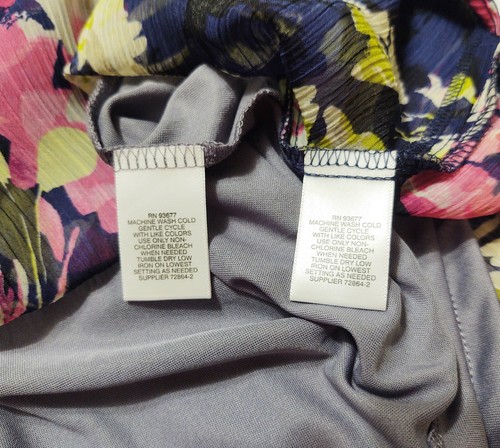 RN 93677
MACHINE WASH COLD
GENTLE CYCLE
WITH LIKE COLORS
USE ONLY NON-
CHLORINE BLEACH
WHEN NEEDED
TUMBLE DRY LOW
IRON ON LOWEST
SETTING AS NEEDED
SUPPLIER 72864-2
RN 93677
MACHINE WASH COLD
GENTLE CYCLE
WITH LIKE COLORS
USE ONLY NON-
CHLORINE BLEACH
WHEN NEEDED
TUMBLE DRY LOW
IRON ON LOWEST
SETTING AS NEEDED
SUPPLIER 72864-2